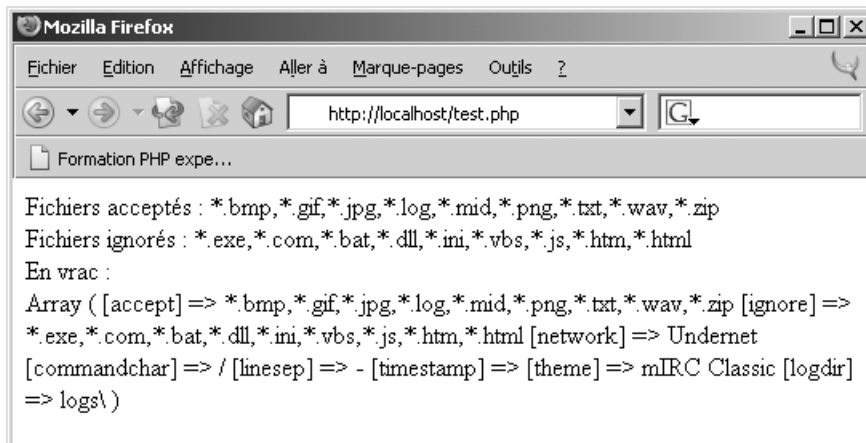 Mozilla Firefox
Fichier Edition Affichage Aller à Marque-pages Outils ?
http://localhost/test.php G
Formation PHP expe...
Fichiers acceptés : *.bmp,*.gif,*.jpg,*.log,*.mid,*.png,*.txt,*.wav,*.zip
Fichiers ignorés : *.exe,*.com,*.bat,*.dll,*.ini,*.vbs,*.js,*.htm,*.html
En vrac :
Array ( [accept] => *.bmp,*.gif,*.jpg,*.log,*.mid,*.png,*.txt,*.wav,*.zip [ignore] =>
*.exe,*.com,*.bat,*.dll,*.ini,*.vbs,*.js,*.htm,*.html [network] => Undernet
[commandchar] => / [linesep] => - [timestamp] => [theme] => mIRC Classic [logdir]
=> logs\ )